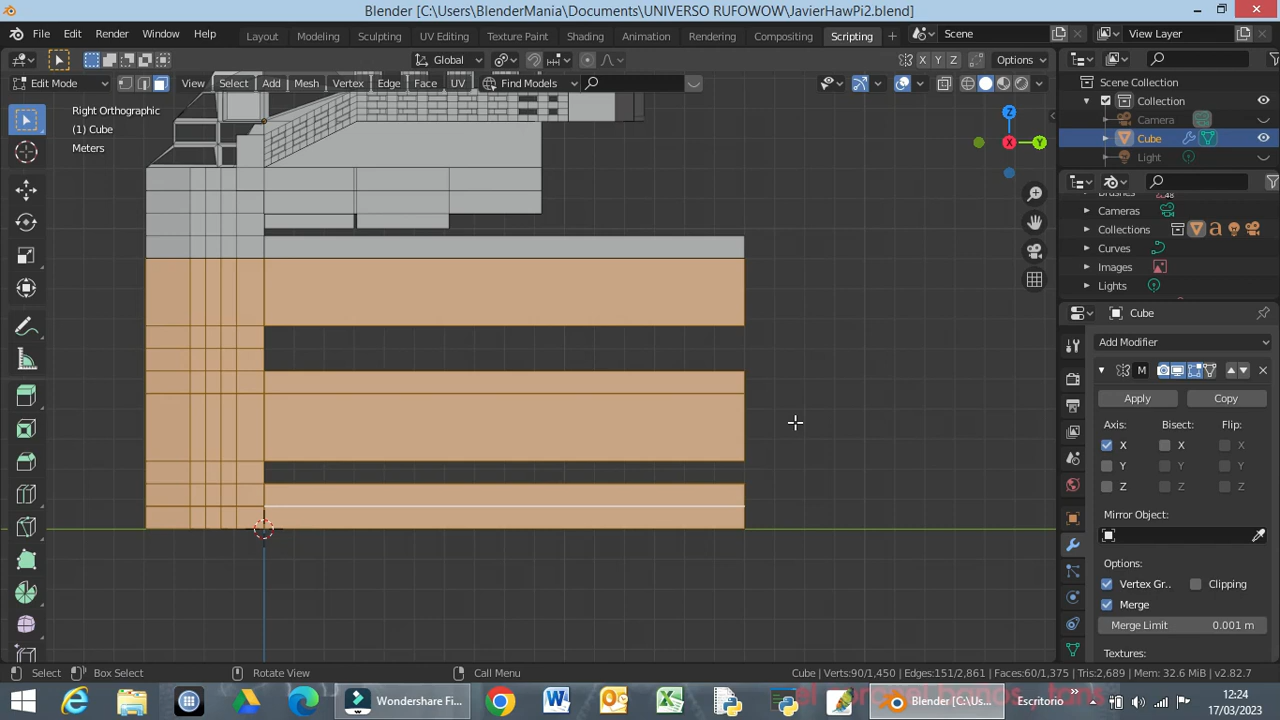 Blender [C:\Users\BlenderMania\Documents\UNIVERSO RUFOWOW\JavierHawPi2.blend]
File Edit Render Window Help Layout Modeling Sculpting UV Editing Texture Paint Shading Animation Rendering Compositing Scripting + Scene View Layer
Global X Y Z Options
Edit Mode View Select Add Mesh Vertex Edge Face UV Find Models
Right Orthographic
(1) Cube
Meters
Z
X
Y
Scene Collection
Collection
Camera
Cube
Light
Brushes
Cameras
Collections
Curves
Images
Lights
Cube
Add Modifier
M
Apply Copy
Axis: Bisect: Flip:
X X X
Y Y Y
Z Z Z
Mirror Object:
Options:
Vertex Gr.. Clipping
Merge
Merge Limit 0.001 m
Textures:
Select Box Select Rotate View Call Menu Cube | Verts:90/1,450 | Edges:151/2,861 | Faces:60/1,375 | Tris:2,689 | Mem: 32.6 MiB | v2.82.7
Wondershare Fi... Blender [C:\Us... Escritorio
12:24
17/03/2023